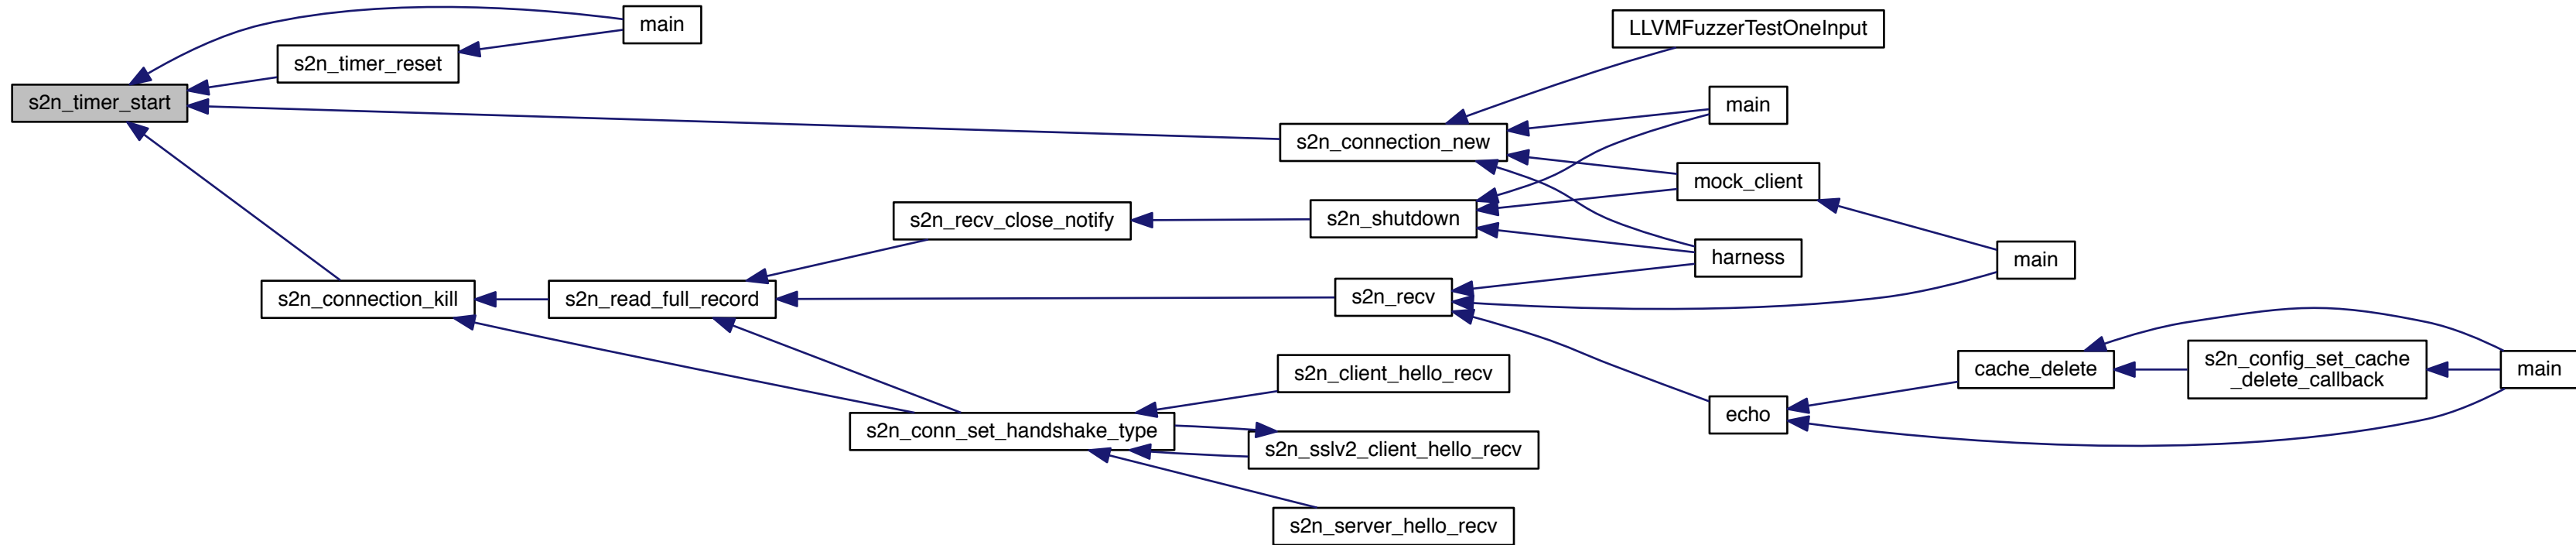 main
s2n_timer_reset
s2n_timer_start
LLVMFuzzerTestOneInput
main
s2n_connection_new
mock_client
s2n_recv_close_notify
s2n_shutdown
harness
main
s2n_connection_kill
s2n_read_full_record
s2n_recv
s2n_client_hello_recv
cache_delete
s2n_config_set_cache
_delete_callback
main
echo
s2n_conn_set_handshake_type
s2n_sslv2_client_hello_recv
s2n_server_hello_recv